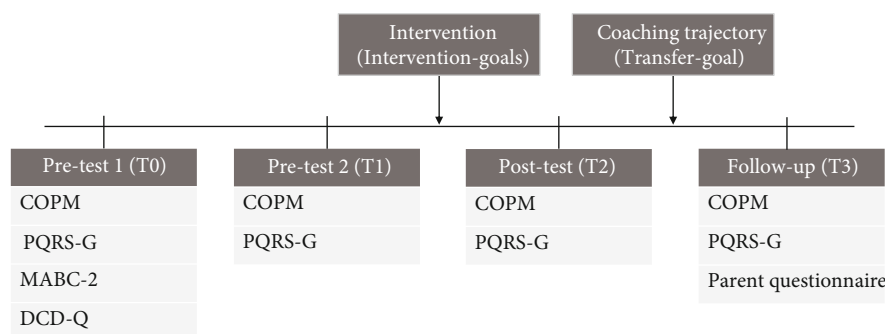 Intervention
(Intervention-goals)
Coaching trajectory
(Transfer-goal)
Pre-test 1 (T0)
COPM
PQRS-G
MABC-2
DCD-Q
Pre-test 2 (T1)
COPM
PQRS-G
Post-test (T2)
COPM
PQRS-G
Follow-up (T3)
COPM
PQRS-G
Parent questionnaire